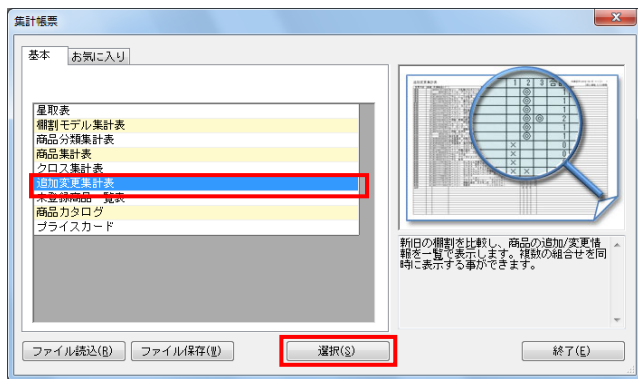 集計帳票
基本 お気に入り
星取表
棚割モデル集計表
商品分類集計表
商品集計表
クロス集計表
追加変更集計表
未登録商品一覧表
商品カタログ
プライスカード
1 2 3 合計
新旧の棚割を比較し、商品の追加/変更情
報を一覧で表示します。複数の組合せを同
時に表示する事ができます。
ファイル読込(R) ファイル保存(W) 選択(S) 終了(E)